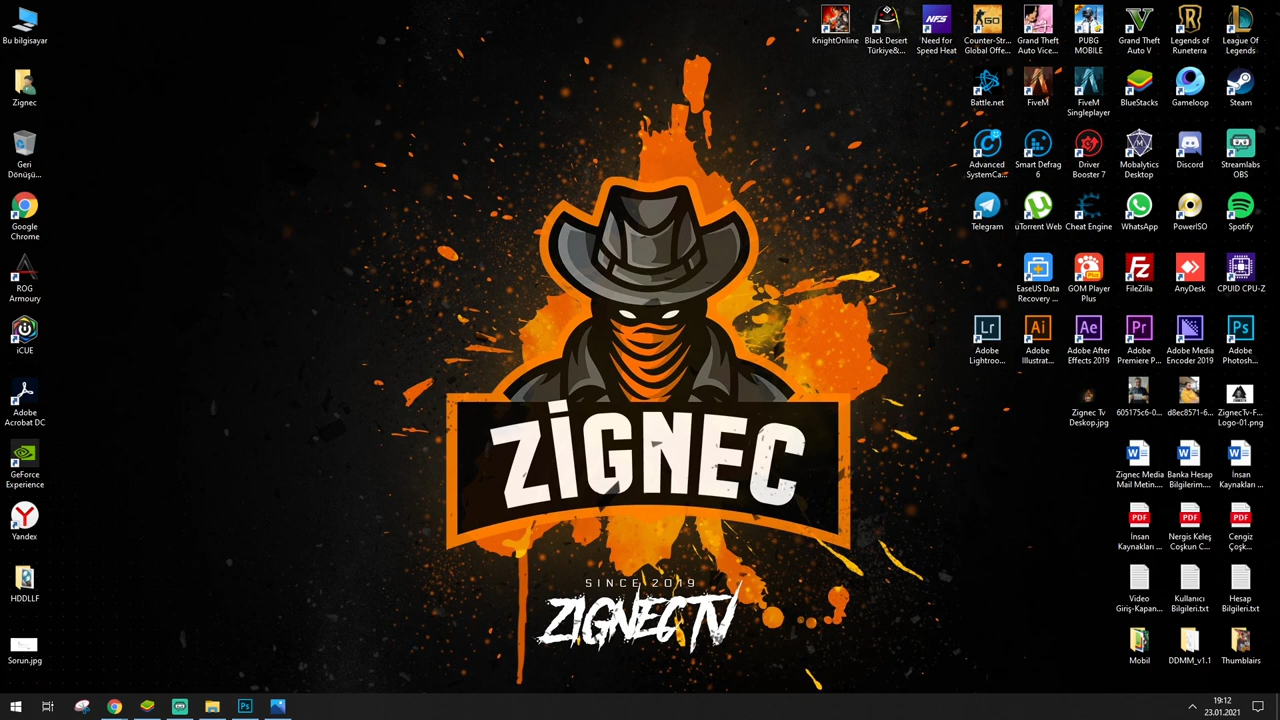 Bu bilgisayar
Zignec
Geri
Dönüşü...
Google
Chrome
ROG
Armoury
iCUE
Adobe
Acrobat DC
GeForce
Experience
Yandex
HDDLLF
Sorun.jpg
KnightOnline
Black Desert
Türkiye&...
Need for
Speed Heat
Counter-Str...
Global Offe...
Grand Theft
Auto Vice...
PUBG
MOBILE
Grand Theft
Auto V
Legends of
Runeterra
League Of
Legends
Battle.net
FiveM
FiveM
Singleplayer
BlueStacks
Gameloop
Steam
Advanced
SystemCa...
Smart Defrag
6
Driver
Booster 7
Mobalytics
Desktop
Discord
Streamlabs
OBS
Telegram
uTorrent Web
Cheat Engine
WhatsApp
PowerISO
Spotify
EaseUS Data
Recovery ...
GOM Player
Plus
FileZilla
AnyDesk
CPUID CPU-Z
Adobe
Lightroo...
Adobe
Illustrat...
Adobe After
Effects 2019
Adobe
Premiere P...
Adobe Media
Encoder 2019
Adobe
Photosh...
Zignec Tv
Deskop.jpg
605175c6-0...
d8ec8571-6...
ZignecTv-F...
Logo-01.png
Zignec Media
Mail Metin....
Banka Hesap
Bilgilerim....
İnsan
Kaynakları ...
İnsan
Kaynakları ...
Nergis Keleş
Coşkun C...
Cengiz
Çoşk...
Video
Giriş-Kapan...
Kullanıcı
Bilgileri.txt
Hesap
Bilgileri.txt
Mobil
DDMM_v1.1
Thumblairs
ZİGNEC
SINCE 2019
ZIGNECTV
19:12
23.01.2021